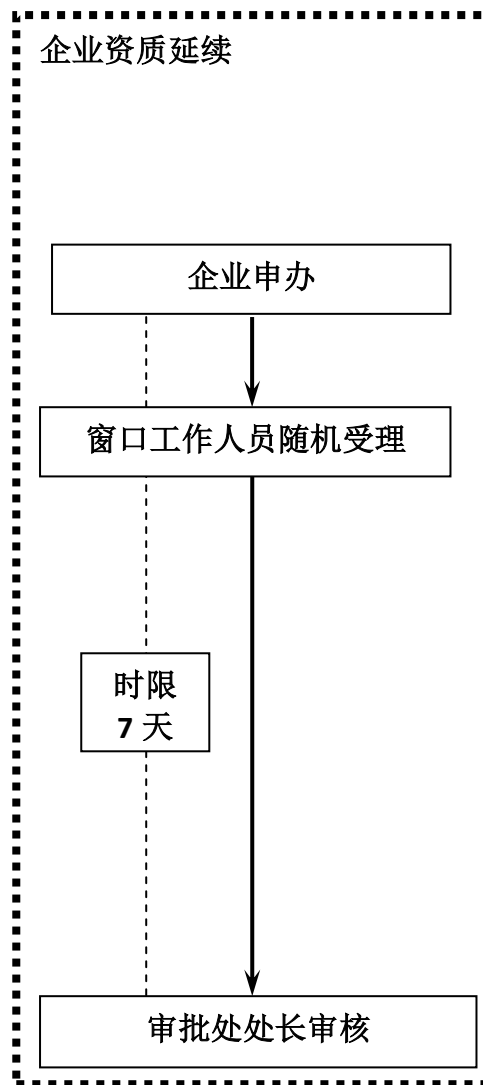 企业资质延续
企业申办
窗口工作人员随机受理
时限
7 天
审批处处长审核